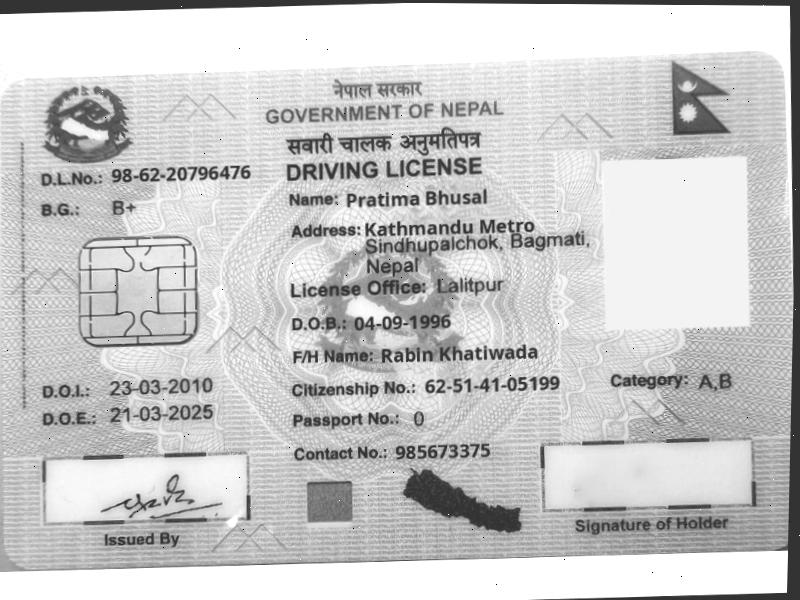 नेपाल सरकार
GOVERNMENT OF NEPAL
सवारी चालक अनुमतिपत्र
DRIVING LICENSE
D.L.No.: 98-62-20796476
B.G.: B+
Name: Pratima Bhusal
Address: Kathmandu Metro
Sindhupalchok, Bagmati,
Nepal
License Office: Lalitpur
D.O.B.: 04-09-1996
F/H Name: Rabin Khatiwada
D.O.I.: 23-03-2010
Citizenship No.: 62-51-41-05199
Category: A,B
D.O.E.: 21-03-2025
Passport No.: 0
Contact No.: 985673375
Issued By
Signature of Holder